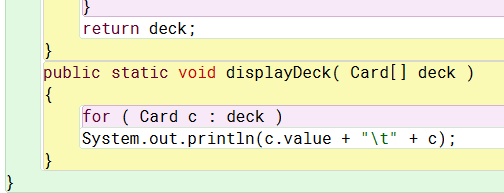 }
return deck;
}
public static void displayDeck( Card[] deck )
{
for ( Card c : deck )
System.out.println(c.value + "\t" + c);
}
}